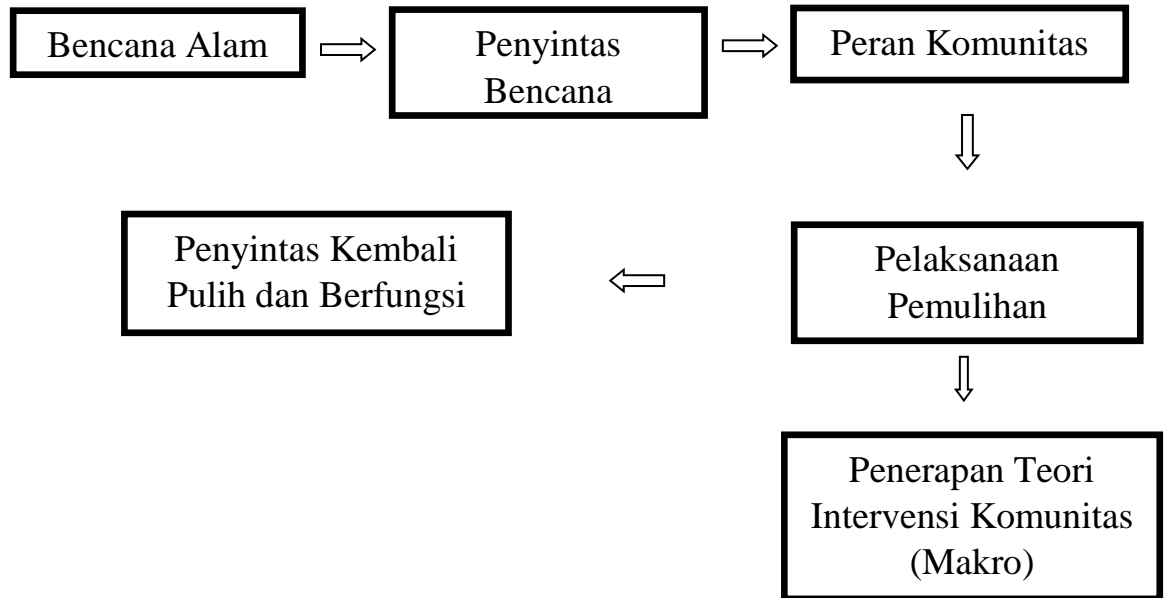 Bencana Alam
Penyintas
Bencana
Peran Komunitas
Penyintas Kembali
Pulih dan Berfungsi
Pelaksanaan
Pemulihan
Penerapan Teori
Intervensi Komunitas
(Makro)